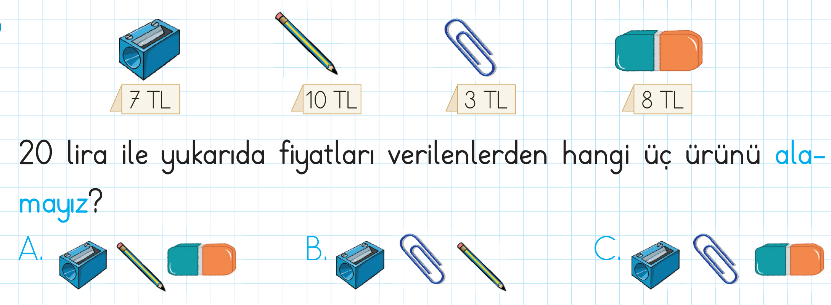 7 TL 10 TL 3 TL 8 TL
20 lira ile yukarıda fiyatları verilenlerden hangi üç ürünü ala-
mayız?
A. B. C.